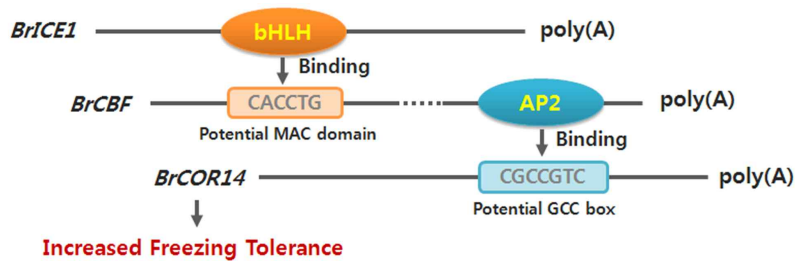 BrICE1 bHLH poly(A)
Binding
BrCBF CACCTG AP2 poly(A)
Potential MAC domain
Binding
BrCOR14 CGCCGTC poly(A)
Potential GCC box
Increased Freezing Tolerance